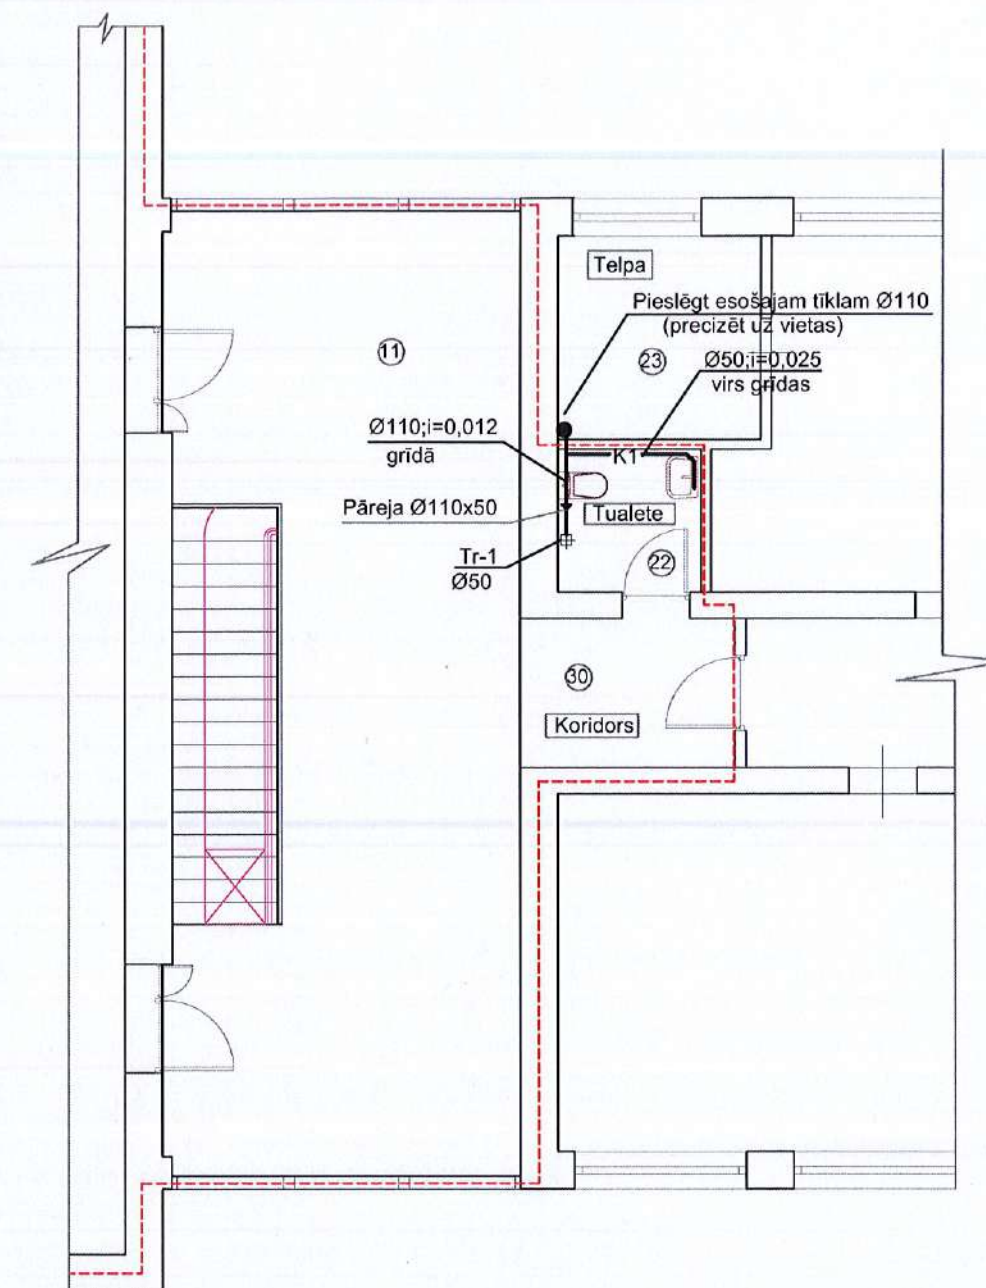 Telpa
Pieslēgt esošajam tīklam Ø110
(precizēt uz vietas)
11
23
Ø50;i=0,025
virs grīdas
Ø110;i=0,012
grīdā
K1
Pāreja Ø110x50
Tualete
Tr-1
Ø50
22
30
Koridors